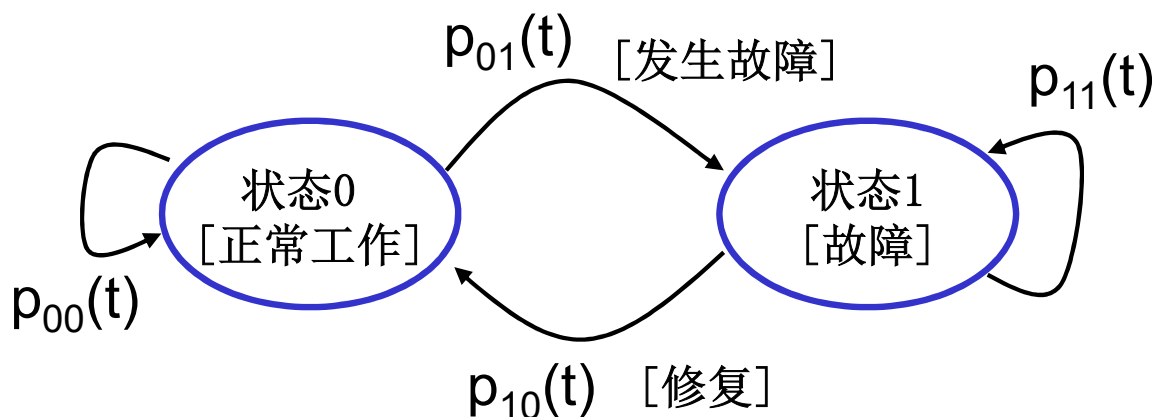 p01(t) [发生故障]
p11(t)
状态0
[正常工作]
状态1
[故障]
p00(t)
p10(t) [修复]